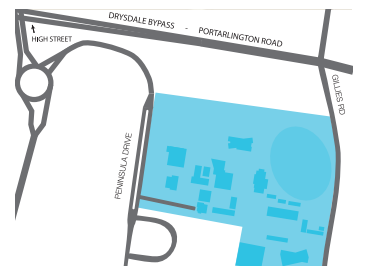 DRYSDALE BYPASS - PORTARLINGTON ROAD
HIGH STREET
GILLIES RD
PENINSULA DRIVE